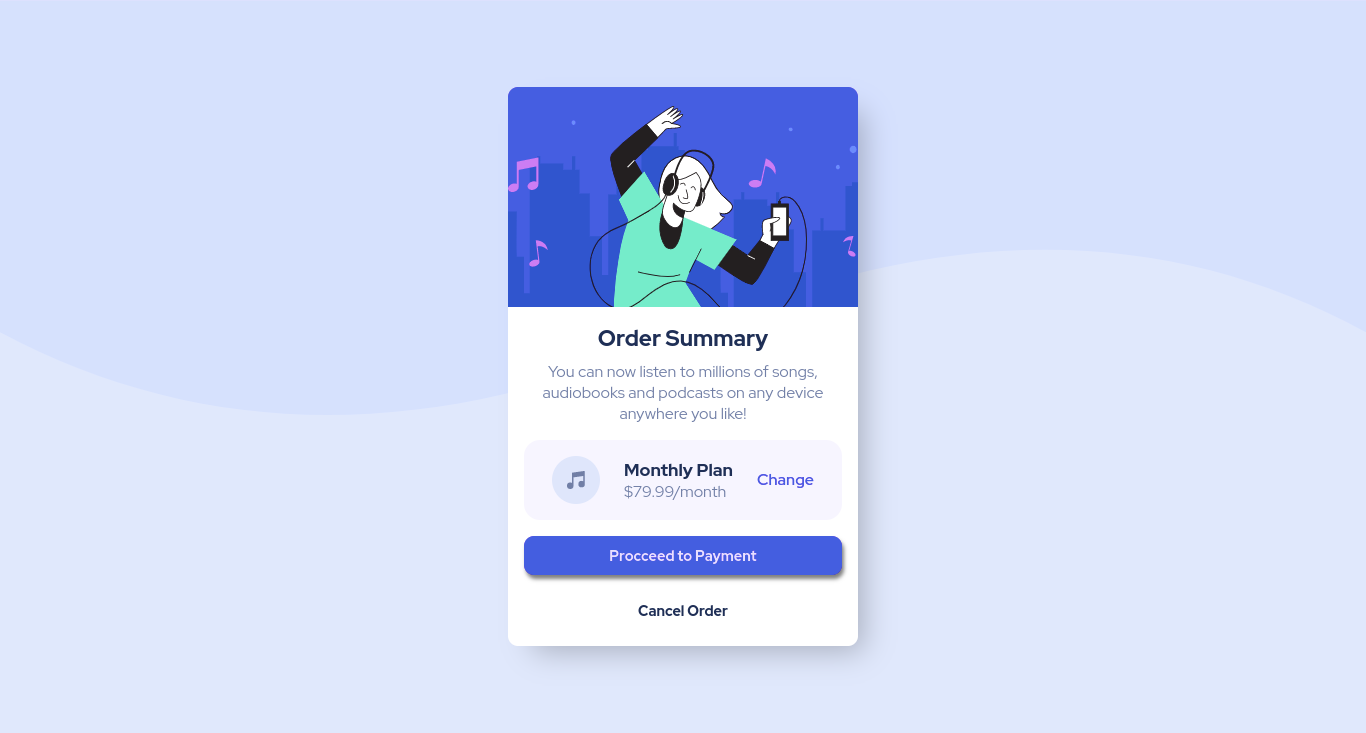 Order Summary
You can now listen to millions of songs,
audiobooks and podcasts on any device
anywhere you like!
Monthly Plan
$79.99/month
Change
Procceed to Payment
Cancel Order